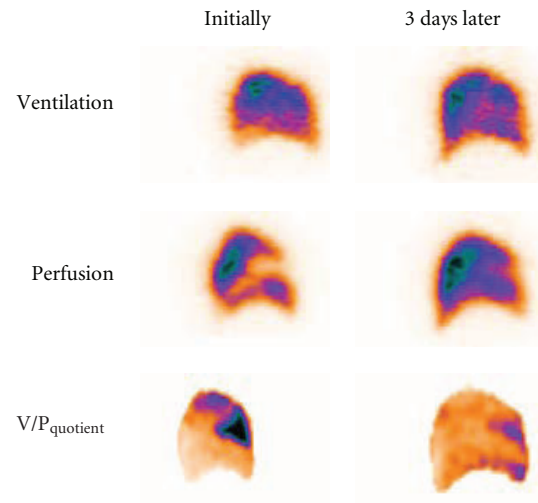 Initially 3 days later
Ventilation
Perfusion
V/Pquotient